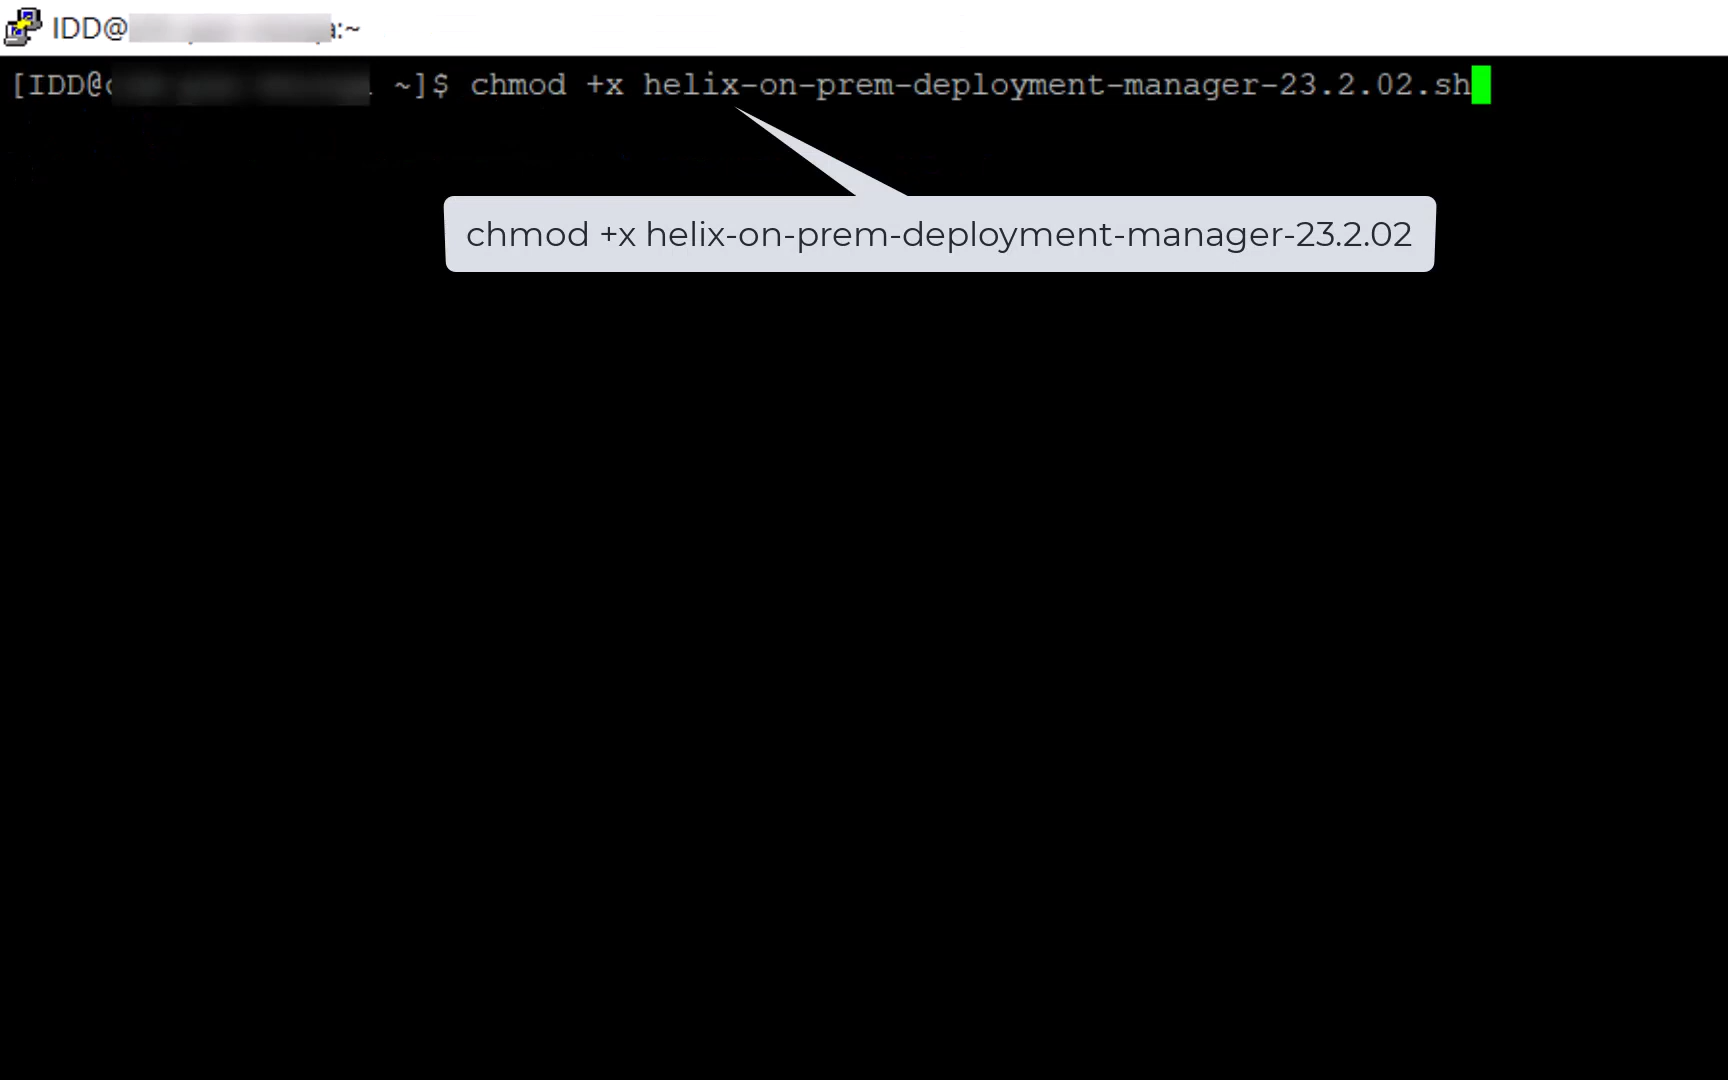 IDD@ :~
[IDD@ ~]$ chmod +x helix-on-prem-deployment-manager-23.2.02.sh
chmod +x helix-on-prem-deployment-manager-23.2.02